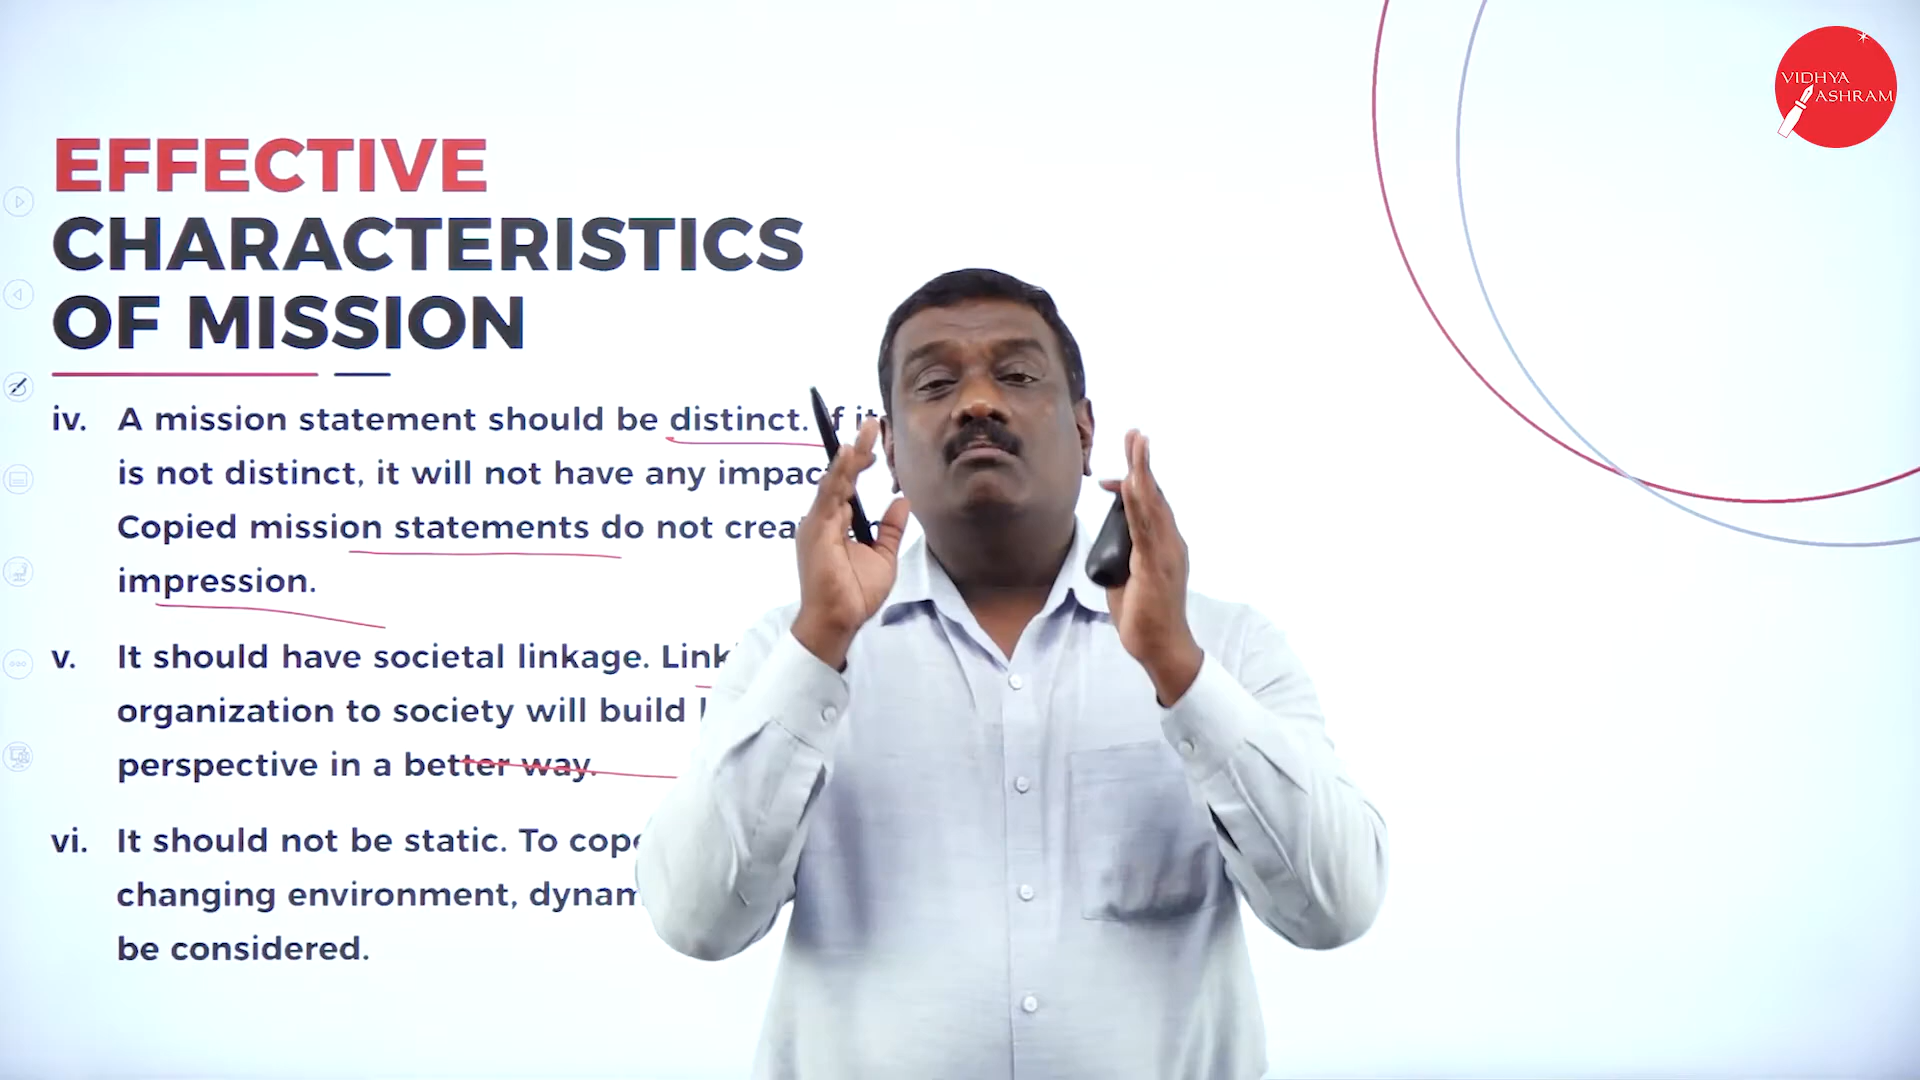 VIDHYA
ASHRAM
EFFECTIVE
CHARACTERISTICS
OF MISSION
iv. A mission statement should be distinct. If
is not distinct, it will not have any
Copied mission statements do not
impression.
v. It should have societal linkage.
organization to society will build
perspective in a better way.
vi. It should not be static. To cope
changing environment,
be considered.